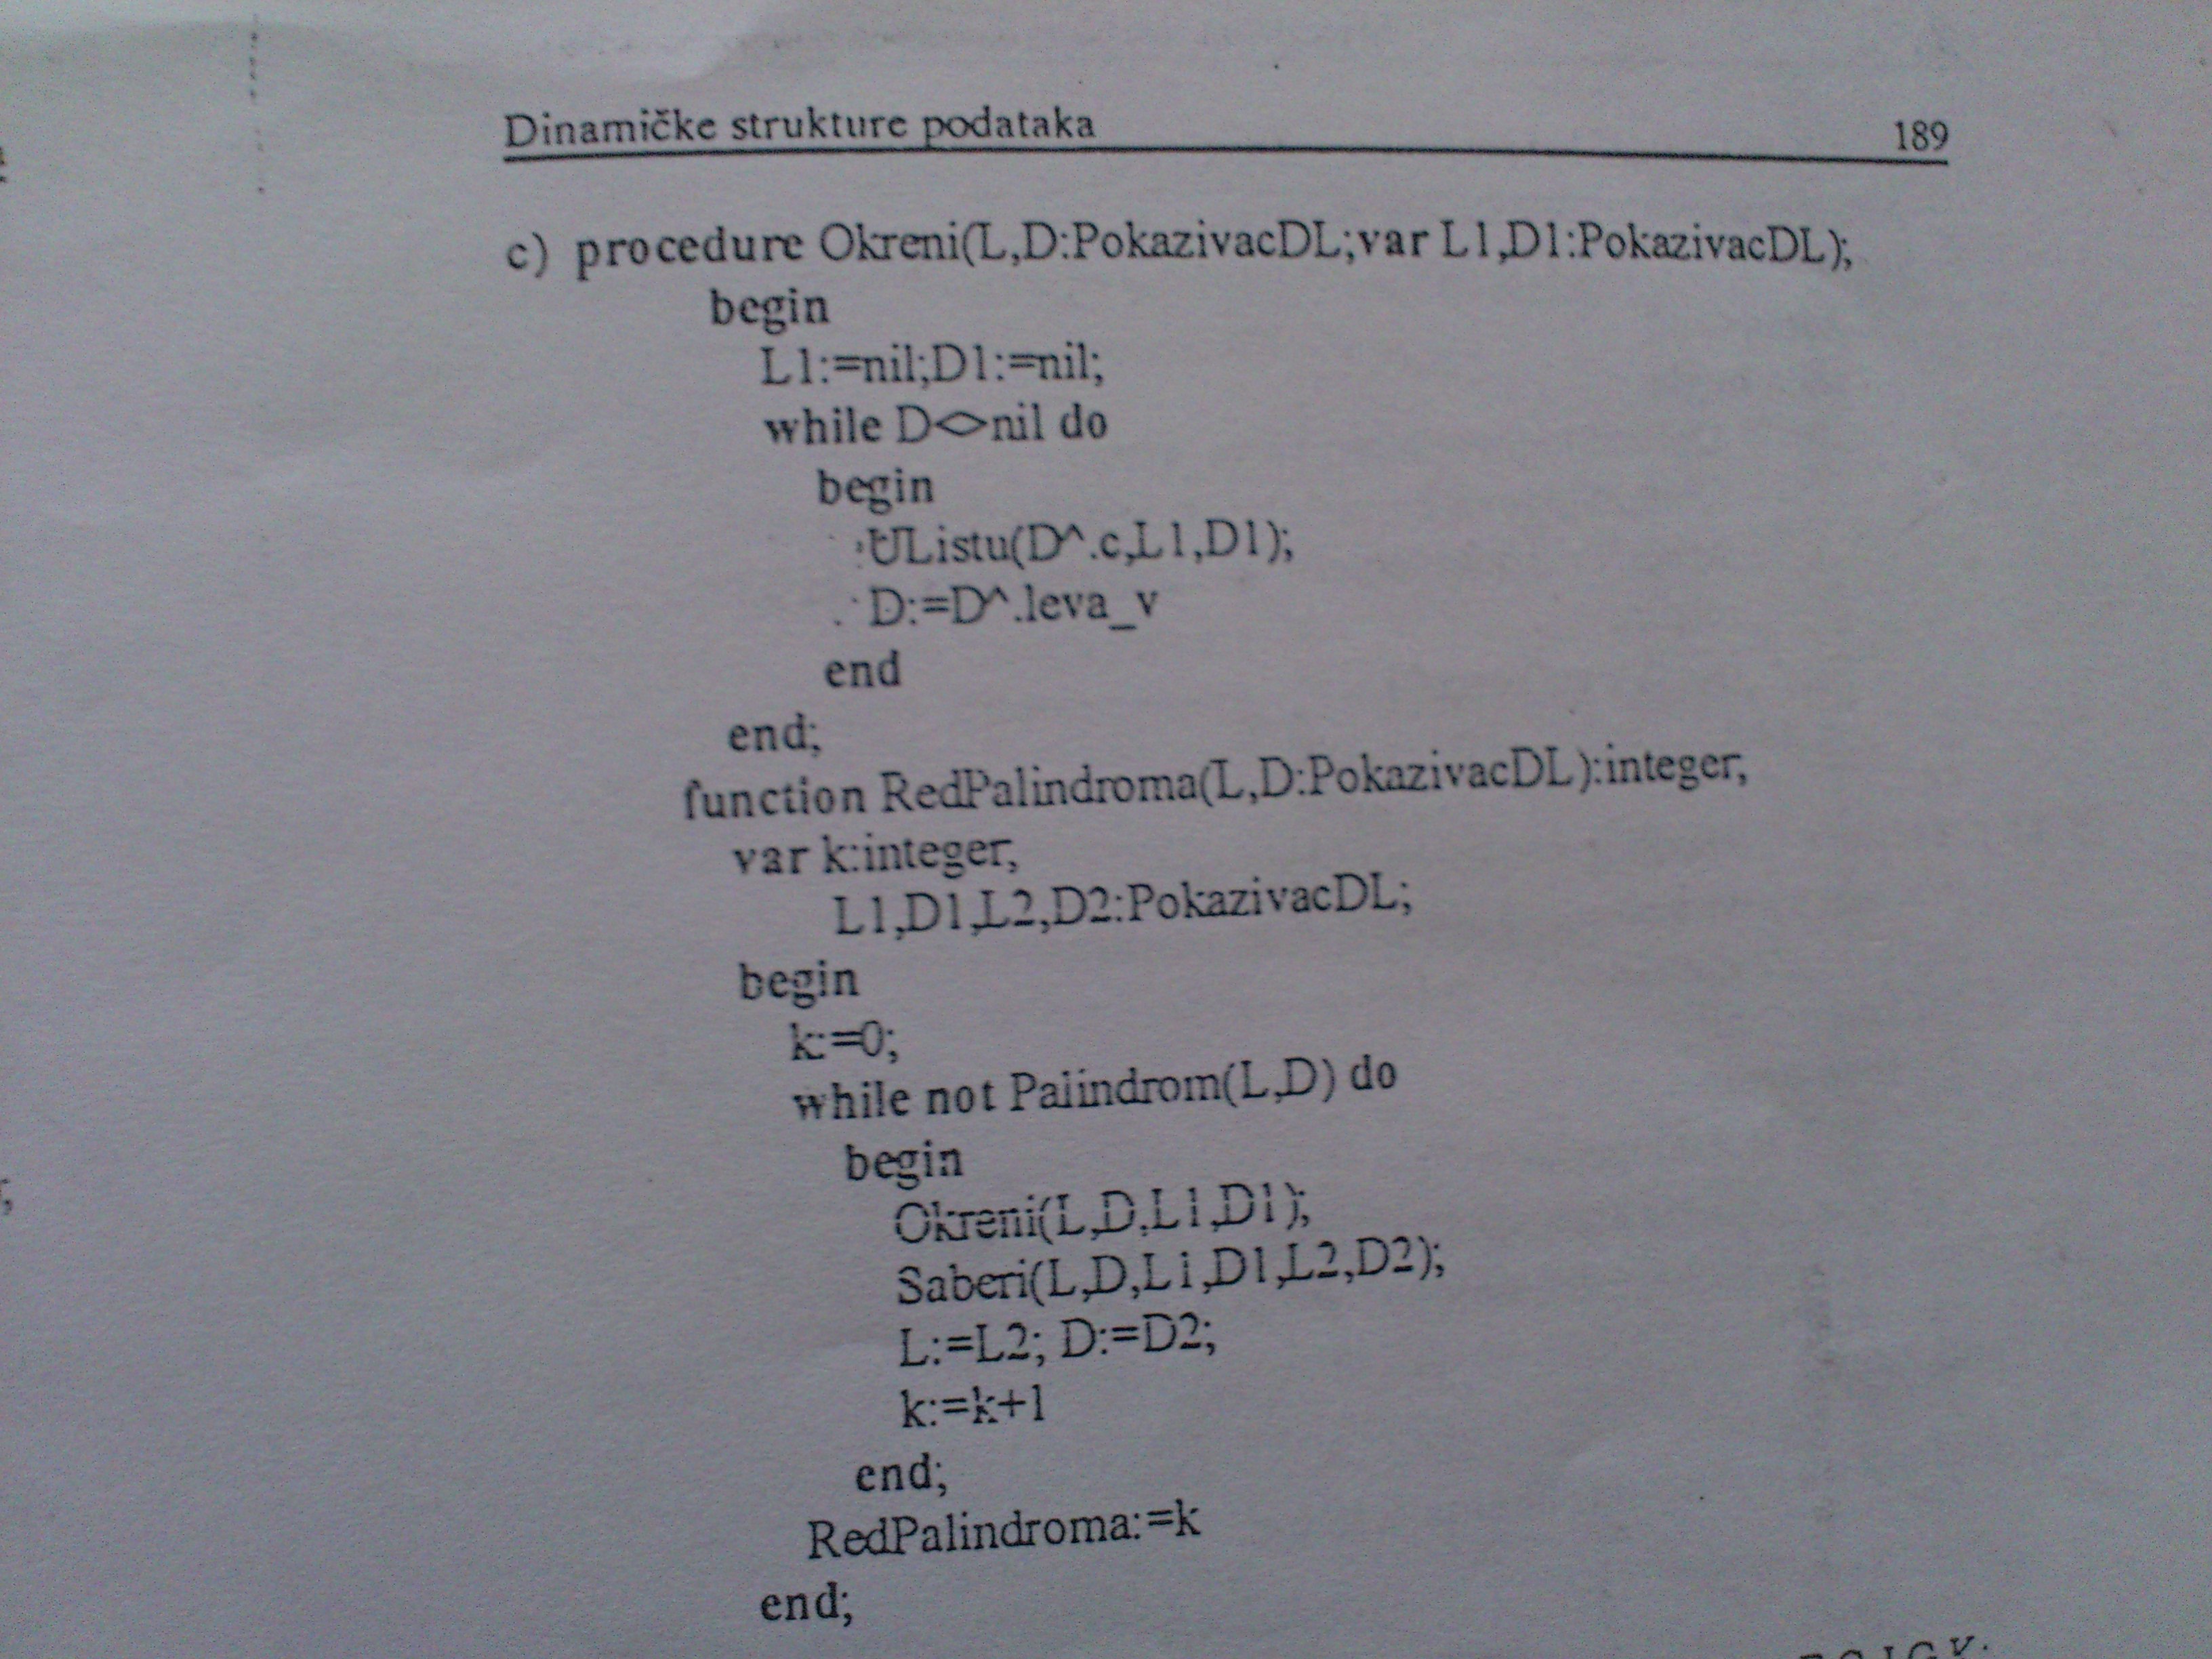 Dinamičke strukture podataka 189
c) procedure Okreni(L,D:PokazivacDL;var L1,D1:PokazivacDL);
begin
L1:=nil;D1:=nil;
while D<>nil do
begin
UListu(D^.c,L1,D1);
D:=D^.leva_v
end
end;
function RedPalindroma(L,D:PokazivacDL):integer;
var k:integer;
L1,D1,L2,D2:PokazivacDL;
begin
k:=0;
while not Palindrom(L,D) do
begin
Okreni(L,D,L1,D1);
Saberi(L,D,L1,D1,L2,D2);
L:=L2; D:=D2;
k:=k+1
end;
RedPalindroma:=k
end;